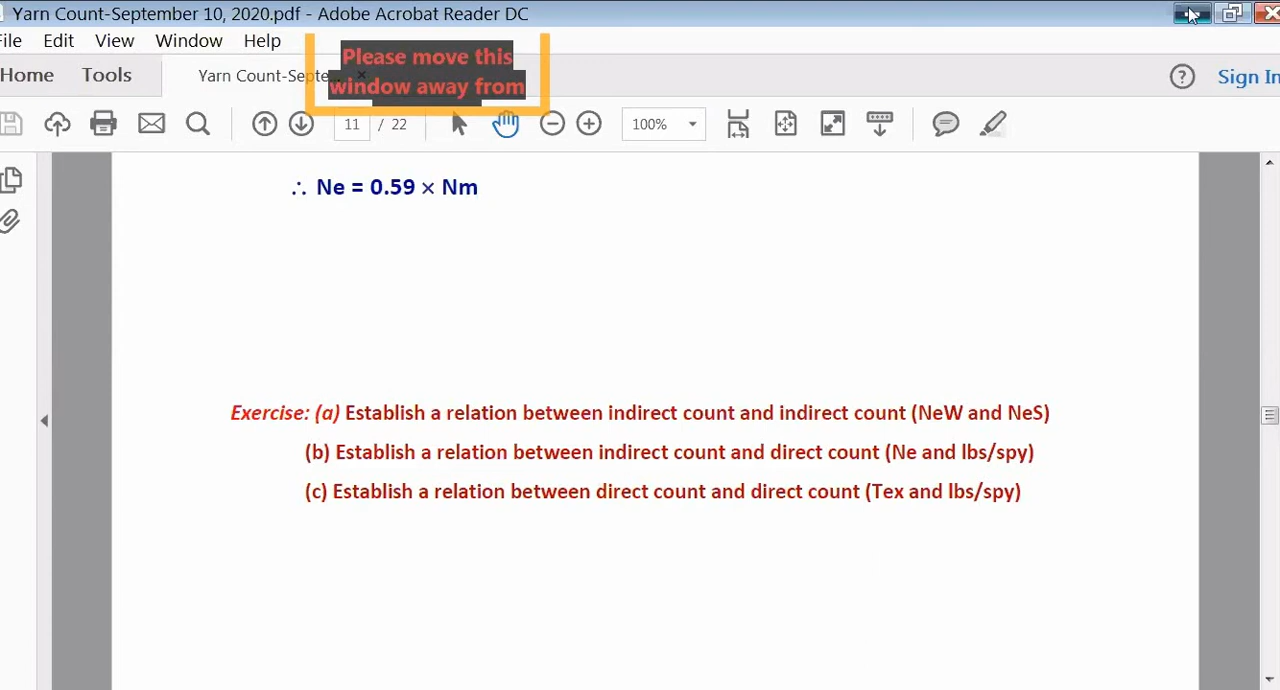 Yarn Count-September 10, 2020.pdf - Adobe Acrobat Reader DC
File Edit View Window Help
Please move this
window away from
Home Tools Yarn Count-Septe... × ? Sign In
11 / 22 100%
∴ Ne = 0.59 × Nm
Exercise: (a) Establish a relation between indirect count and indirect count (NeW and NeS)
(b) Establish a relation between indirect count and direct count (Ne and lbs/spy)
(c) Establish a relation between direct count and direct count (Tex and lbs/spy)